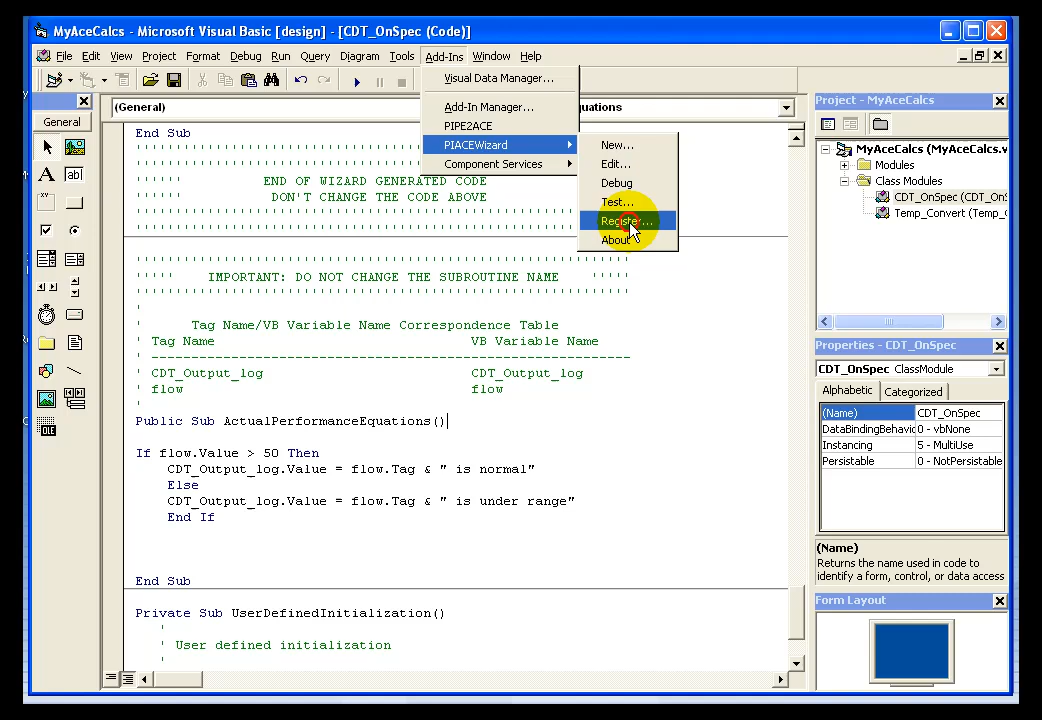 MyAceCalcs - Microsoft Visual Basic [design] - [CDT_OnSpec (Code)]
File Edit View Project Format Debug Run Query Diagram Tools Add-Ins Window Help
Visual Data Manager...
Add-In Manager...
PIPE2ACE
PIACEWizard
Component Services
New...
Edit...
Debug
Test...
Register...
About
General
A
ab|
xY
OLE
(General)
End Sub
' ' ' ' ' ' ' ' ' ' ' ' ' ' ' ' ' ' ' ' ' ' ' ' ' ' ' ' ' '
' ' ' ' ' ' ' ' ' ' ' ' ' ' ' ' ' ' ' ' ' ' ' ' ' ' ' ' ' '
'''''' END OF WIZARD GENERATED CODE
'''''' DON'T CHANGE THE CODE ABOVE
''''' IMPORTANT: DO NOT CHANGE THE SUBROUTINE NAME '''''
'
' Tag Name/VB Variable Name Correspondence Table
' Tag Name VB Variable Name
' -----------------------------------------------------------
' CDT_Output_log CDT_Output_log
' flow flow
'
Public Sub ActualPerformanceEquations()
If flow.Value > 50 Then
CDT_Output_log.Value = flow.Tag & " is normal"
Else
CDT_Output_log.Value = flow.Tag & " is under range"
End If
End Sub
Private Sub UserDefinedInitialization()
'
' User defined initialization
'
Project - MyAceCalcs
MyAceCalcs (MyAceCalcs.v
Modules
Class Modules
CDT_OnSpec (CDT_On
Temp_Convert (Temp_
Properties - CDT_OnSpec
CDT_OnSpec ClassModule
Alphabetic Categorized
(Name) CDT_OnSpec
DataBindingBehavic 0 - vbNone
Instancing 5 - MultiUse
Persistable 0 - NotPersistable
(Name)
Returns the name used in code to
identify a form, control, or data access
Form Layout